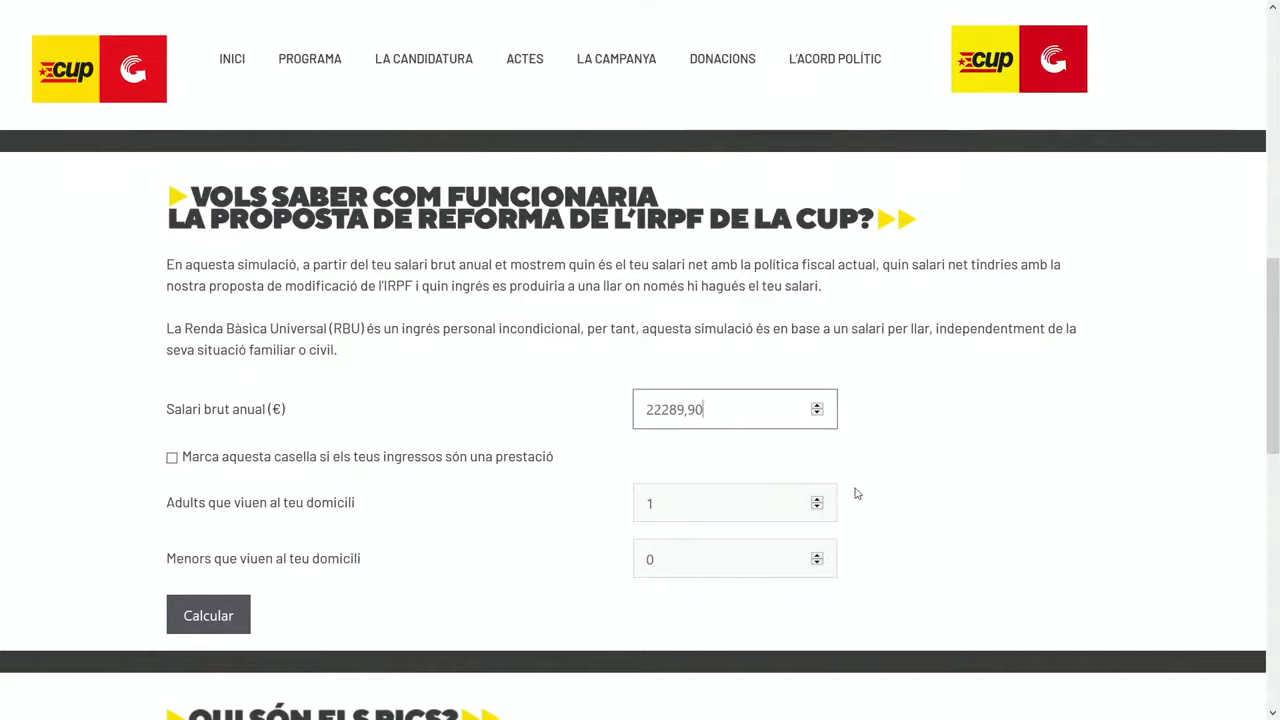 cup
INICI
PROGRAMA
LA CANDIDATURA
ACTES
LA CAMPANYA
DONACIONS
L'ACORD POLÍTIC
cup
VOLS SABER COM FUNCIONARIA
LA PROPOSTA DE REFORMA DE L'IRPF DE LA CUP?
En aquesta simulació, a partir del teu salari brut anual et mostrem quin és el teu salari net amb la política fiscal actual, quin salari net tindries amb la
nostra proposta de modificació de l'IRPF i quin ingrés es produiria a una llar on només hi hagués el teu salari.
La Renda Bàsica Universal (RBU) és un ingrés personal incondicional, per tant, aquesta simulació és en base a un salari per llar, independentment de la
seva situació familiar o civil.
Salari brut anual (€)
22289,90
Marca aquesta casella si els teus ingressos són una prestació
Adults que viuen al teu domicili
1
Menors que viuen al teu domicili
0
Calcular
QUI SÓN ELS RICS?